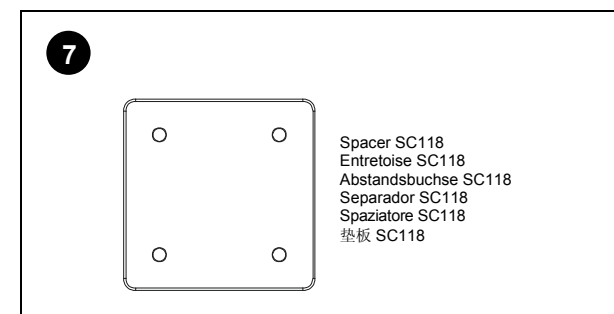 7
Spacer SC118
Entretoise SC118
Abstandsbuchse SC118
Separador SC118
Spaziatore SC118
垫板 SC118